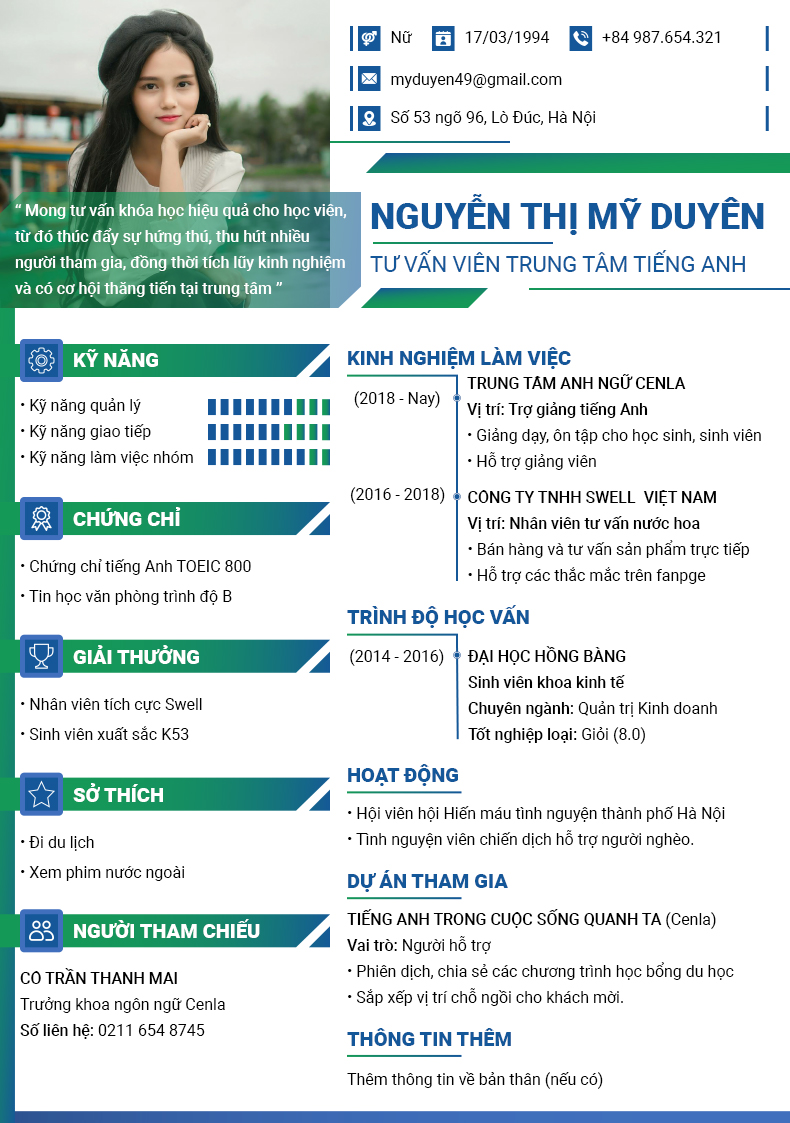 Nữ 17/03/1994 +84 987.654.321
myduyen49@gmail.com
Số 53 ngõ 96, Lò Đúc, Hà Nội
“ Mong tư vấn khóa học hiệu quả cho học viên,
từ đó thúc đẩy sự hứng thú, thu hút nhiều
người tham gia, đồng thời tích lũy kinh nghiệm
và có cơ hội thăng tiến tại trung tâm ”
NGUYỄN THỊ MỸ DUYÊN
TƯ VẤN VIÊN TRUNG TÂM TIẾNG ANH
KỸ NĂNG
• Kỹ năng quản lý
• Kỹ năng giao tiếp
• Kỹ năng làm việc nhóm
CHỨNG CHỈ
• Chứng chỉ tiếng Anh TOEIC 800
• Tin học văn phòng trình độ B
GIẢI THƯỞNG
• Nhân viên tích cực Swell
• Sinh viên xuất sắc K53
SỞ THÍCH
• Đi du lịch
• Xem phim nước ngoài
NGƯỜI THAM CHIẾU
CÔ TRẦN THANH MAI
Trưởng khoa ngôn ngữ Cenla
Số liên hệ: 0211 654 8745
KINH NGHIỆM LÀM VIỆC
(2018 - Nay)
TRUNG TÂM ANH NGỮ CENLA
Vị trí: Trợ giảng tiếng Anh
• Giảng dạy, ôn tập cho học sinh, sinh viên
• Hỗ trợ giảng viên
(2016 - 2018)
CÔNG TY TNHH SWELL VIỆT NAM
Vị trí: Nhân viên tư vấn nước hoa
• Bán hàng và tư vấn sản phẩm trực tiếp
• Hỗ trợ các thắc mắc trên fanpge
TRÌNH ĐỘ HỌC VẤN
(2014 - 2016)
ĐẠI HỌC HỒNG BÀNG
Sinh viên khoa kinh tế
Chuyên ngành: Quản trị Kinh doanh
Tốt nghiệp loại: Giỏi (8.0)
HOẠT ĐỘNG
• Hội viên hội Hiến máu tình nguyện thành phố Hà Nội
• Tình nguyện viên chiến dịch hỗ trợ người nghèo.
DỰ ÁN THAM GIA
TIẾNG ANH TRONG CUỘC SỐNG QUANH TA (Cenla)
Vai trò: Người hỗ trợ
• Phiên dịch, chia sẻ các chương trình học bổng du học
• Sắp xếp vị trí chỗ ngồi cho khách mời.
THÔNG TIN THÊM
Thêm thông tin về bản thân (nếu có)